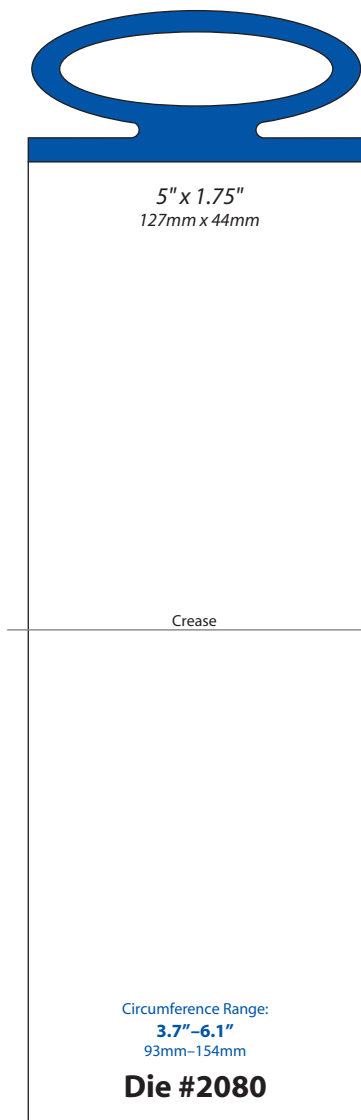 5" x 1.75"
127mm x 44mm
Crease
Circumference Range:
3.7”–6.1”
93mm–154mm
Die #2080